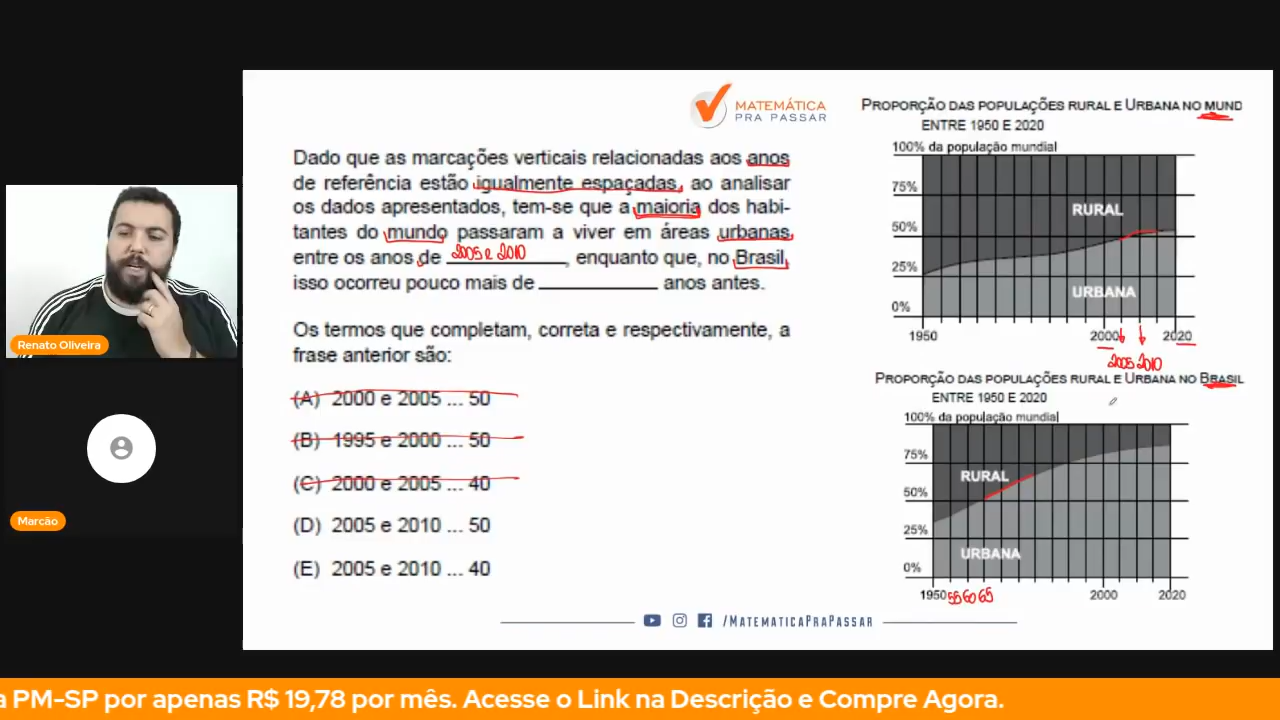 MATEMÁTICA
PRA PASSAR
Dado que as marcações verticais relacionadas aos anos
de referência estão igualmente espaçadas, ao analisar
os dados apresentados, tem-se que a maioria dos habi-
tantes do mundo passaram a viver em áreas urbanas
entre os anos de 2005 e 2010, enquanto que, no Brasil,
isso ocorreu pouco mais de ____________ anos antes.
Os termos que completam, correta e respectivamente, a
frase anterior são:
(A) 2000 e 2005 ... 50
(B) 1995 e 2000 ... 50
(C) 2000 e 2005 ... 40
(D) 2005 e 2010 ... 50
(E) 2005 e 2010 ... 40
PROPORÇÃO DAS POPULAÇÕES RURAL E URBANA NO MUND
ENTRE 1950 E 2020
100% da população mundial
75%
RURAL
50%
25%
URBANA
0%
1950 2000 2020
2005 2010
PROPORÇÃO DAS POPULAÇÕES RURAL E URBANA NO BRASIL
ENTRE 1950 E 2020
100% da população mundial
75%
RURAL
50%
25%
URBANA
0%
1950 55 60 65 2000 2020
/MATEMATICAPRAPASSAR
Renato Oliveira
Marcão
a PM-SP por apenas R$ 19,78 por mês. Acesse o Link na Descrição e Compre Agora.